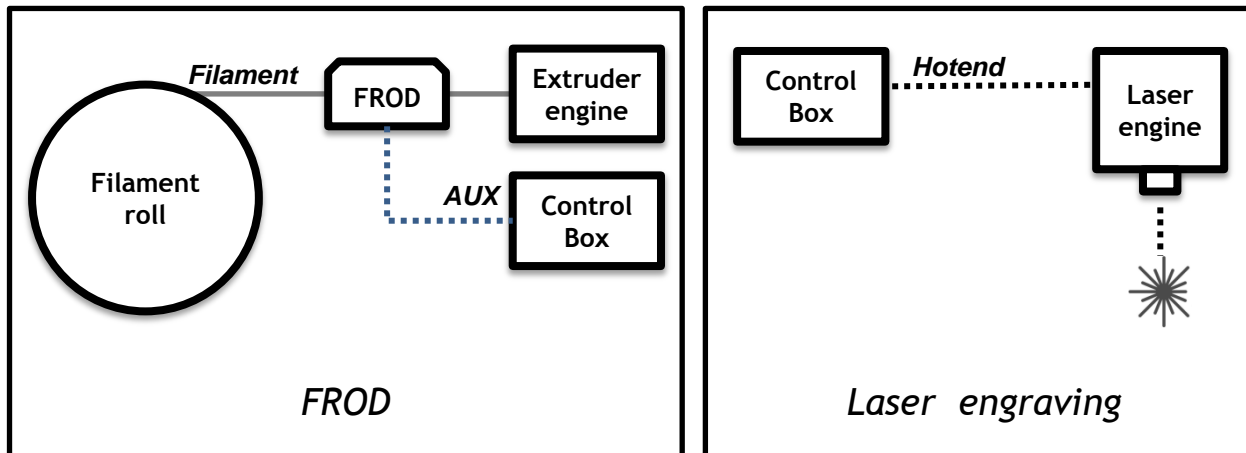 Filament
FROD
Extruder
engine
Filament
roll
AUX
Control
Box
FROD
Control
Box
Hotend
Laser
engine
Laser engraving